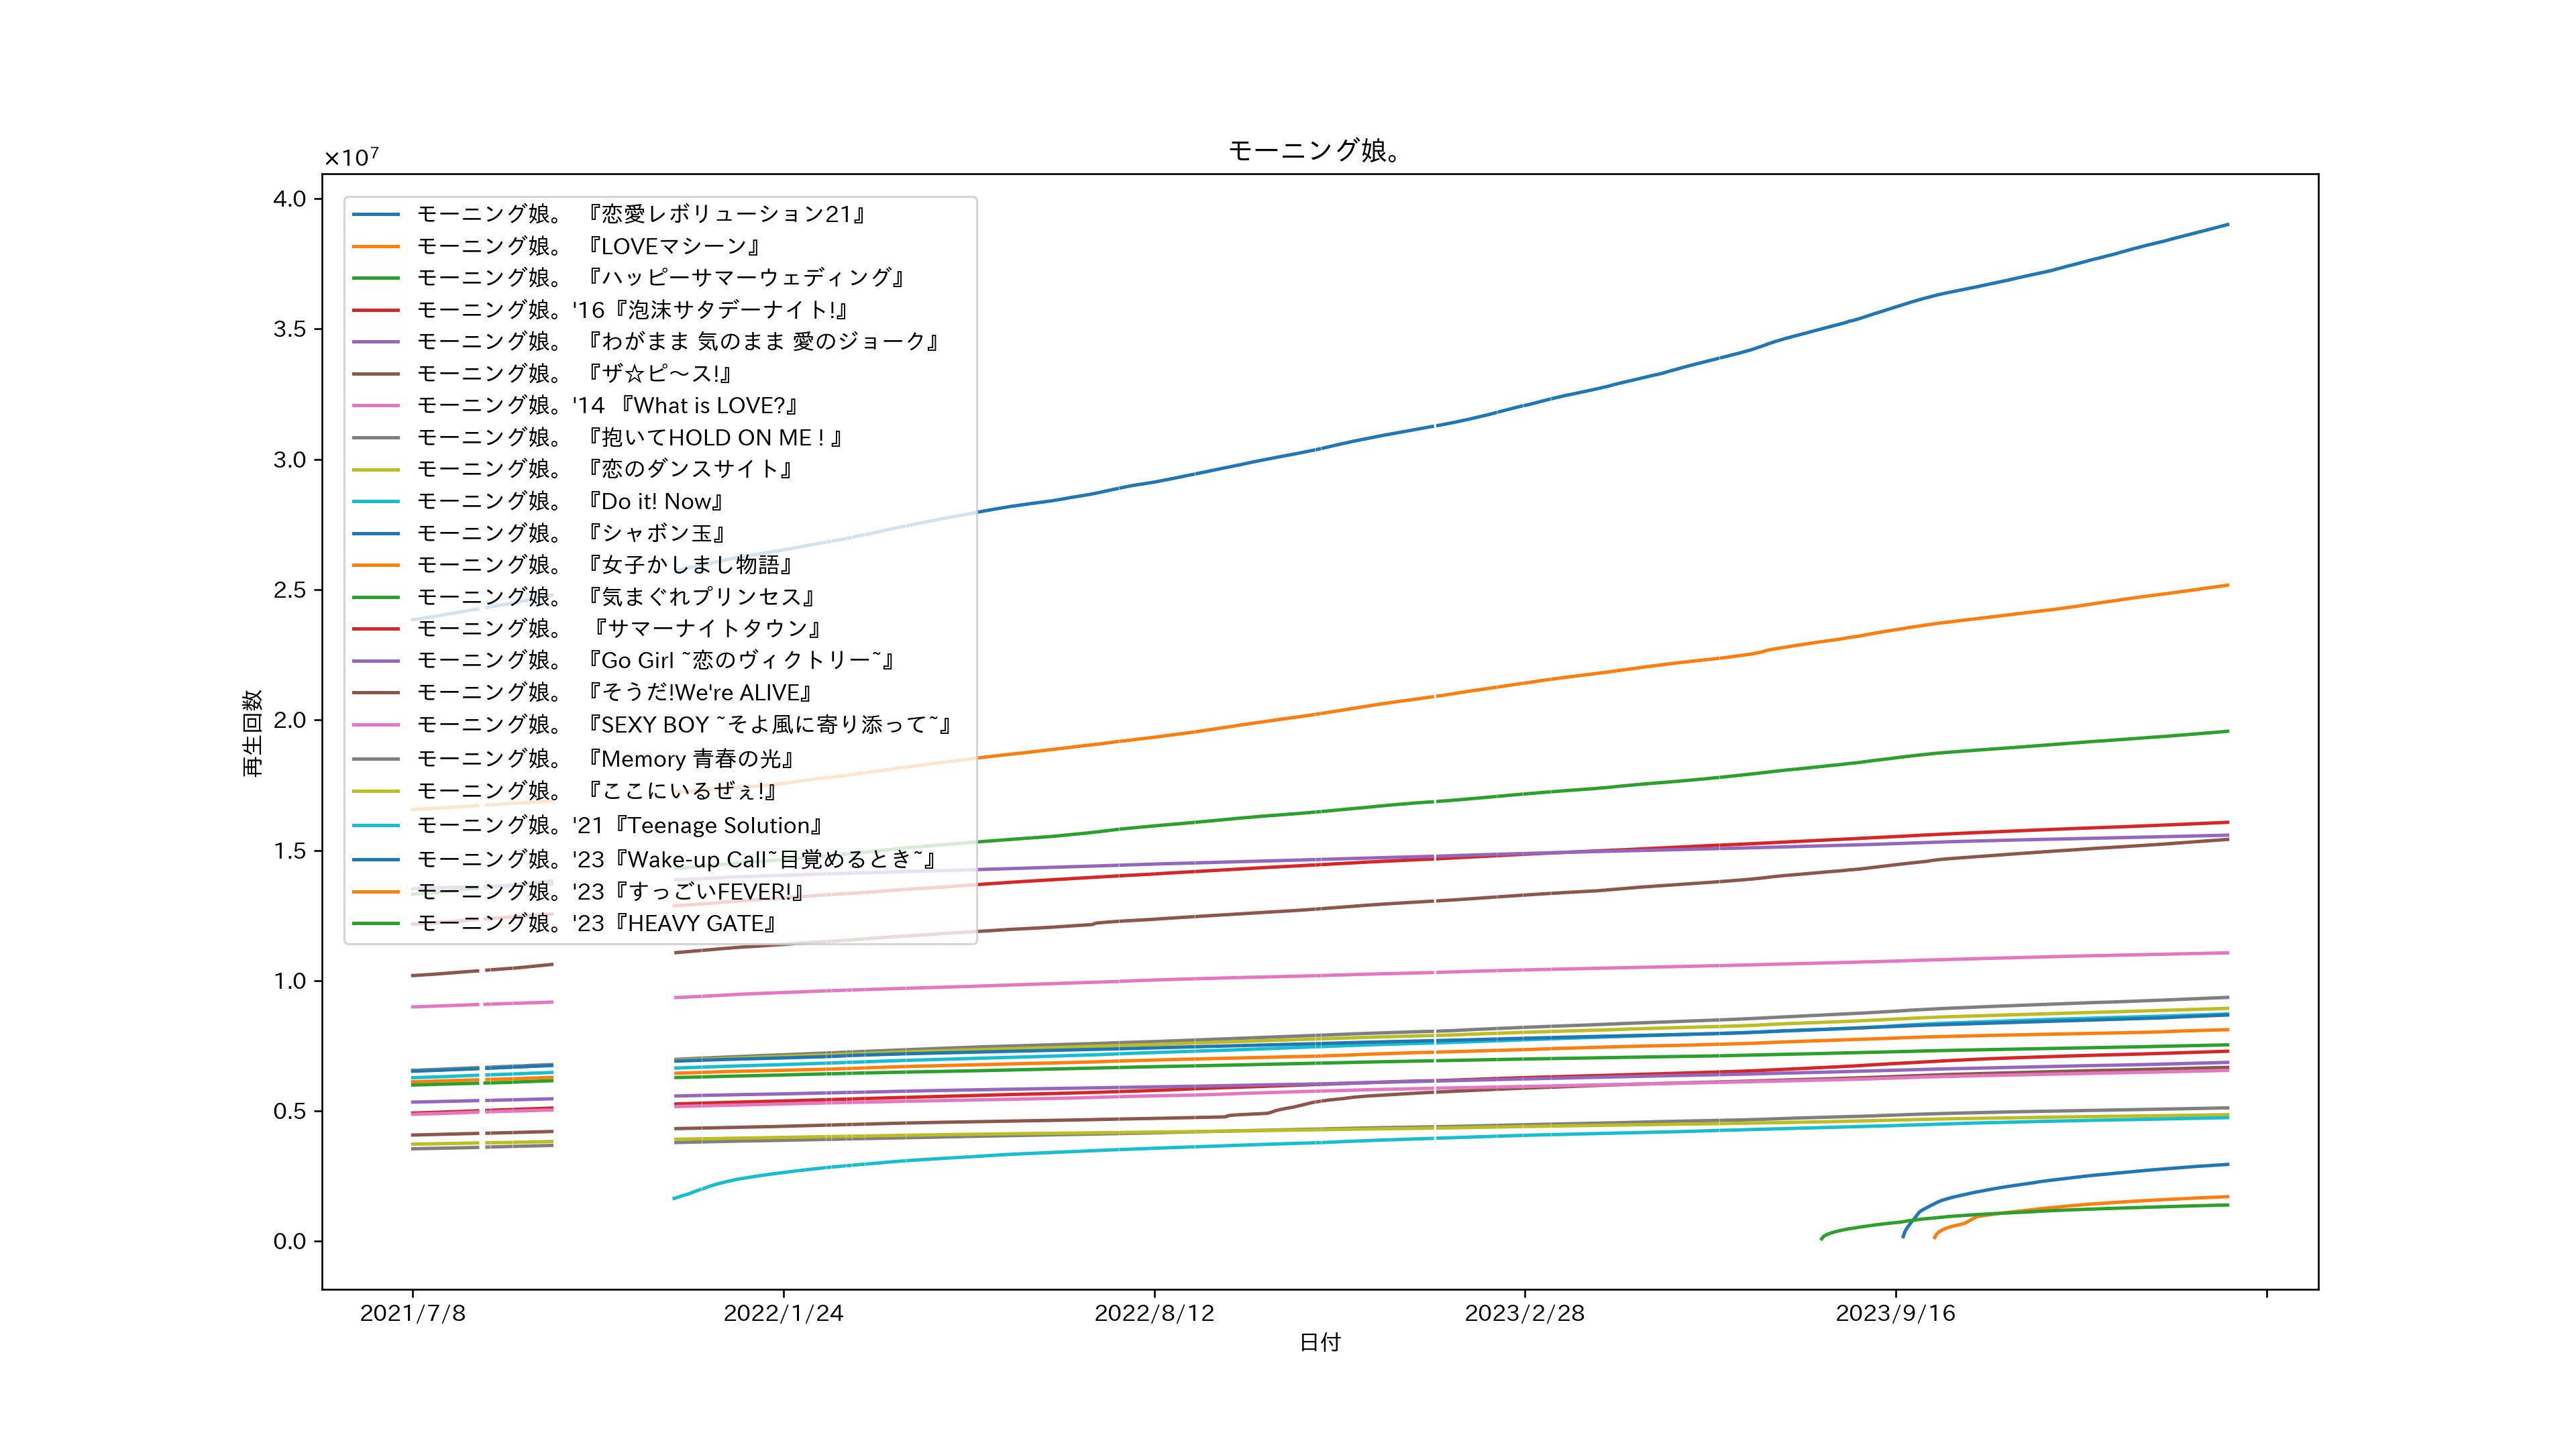 モーニング娘。
×10⁷
4.0
3.5
3.0
2.5
2.0
1.5
1.0
0.5
0.0
再生回数
モーニング娘。 『恋愛レボリューション21』
モーニング娘。 『LOVEマシーン』
モーニング娘。 『ハッピーサマーウェディング』
モーニング娘。'16『泡沫サタデーナイト!』
モーニング娘。 『わがまま 気のまま 愛のジョーク』
モーニング娘。 『ザ☆ピ〜ス!』
モーニング娘。'14 『What is LOVE?』
モーニング娘。 『抱いてHOLD ON ME ! 』
モーニング娘。 『恋のダンスサイト』
モーニング娘。 『Do it! Now』
モーニング娘。 『シャボン玉』
モーニング娘。 『女子かしまし物語』
モーニング娘。 『気まぐれプリンセス』
モーニング娘。 『サマーナイトタウン』
モーニング娘。 『Go Girl ~恋のヴィクトリー~』
モーニング娘。 『そうだ!We're ALIVE』
モーニング娘。 『SEXY BOY ~そよ風に寄り添って~』
モーニング娘。 『Memory 青春の光』
モーニング娘。 『ここにいるぜぇ!』
モーニング娘。'21『Teenage Solution』
モーニング娘。'23『Wake-up Call~目覚めるとき~』
モーニング娘。'23『すっごいFEVER!』
モーニング娘。'23『HEAVY GATE』
2021/7/8
2022/1/24
2022/8/12
2023/2/28
2023/9/16
日付